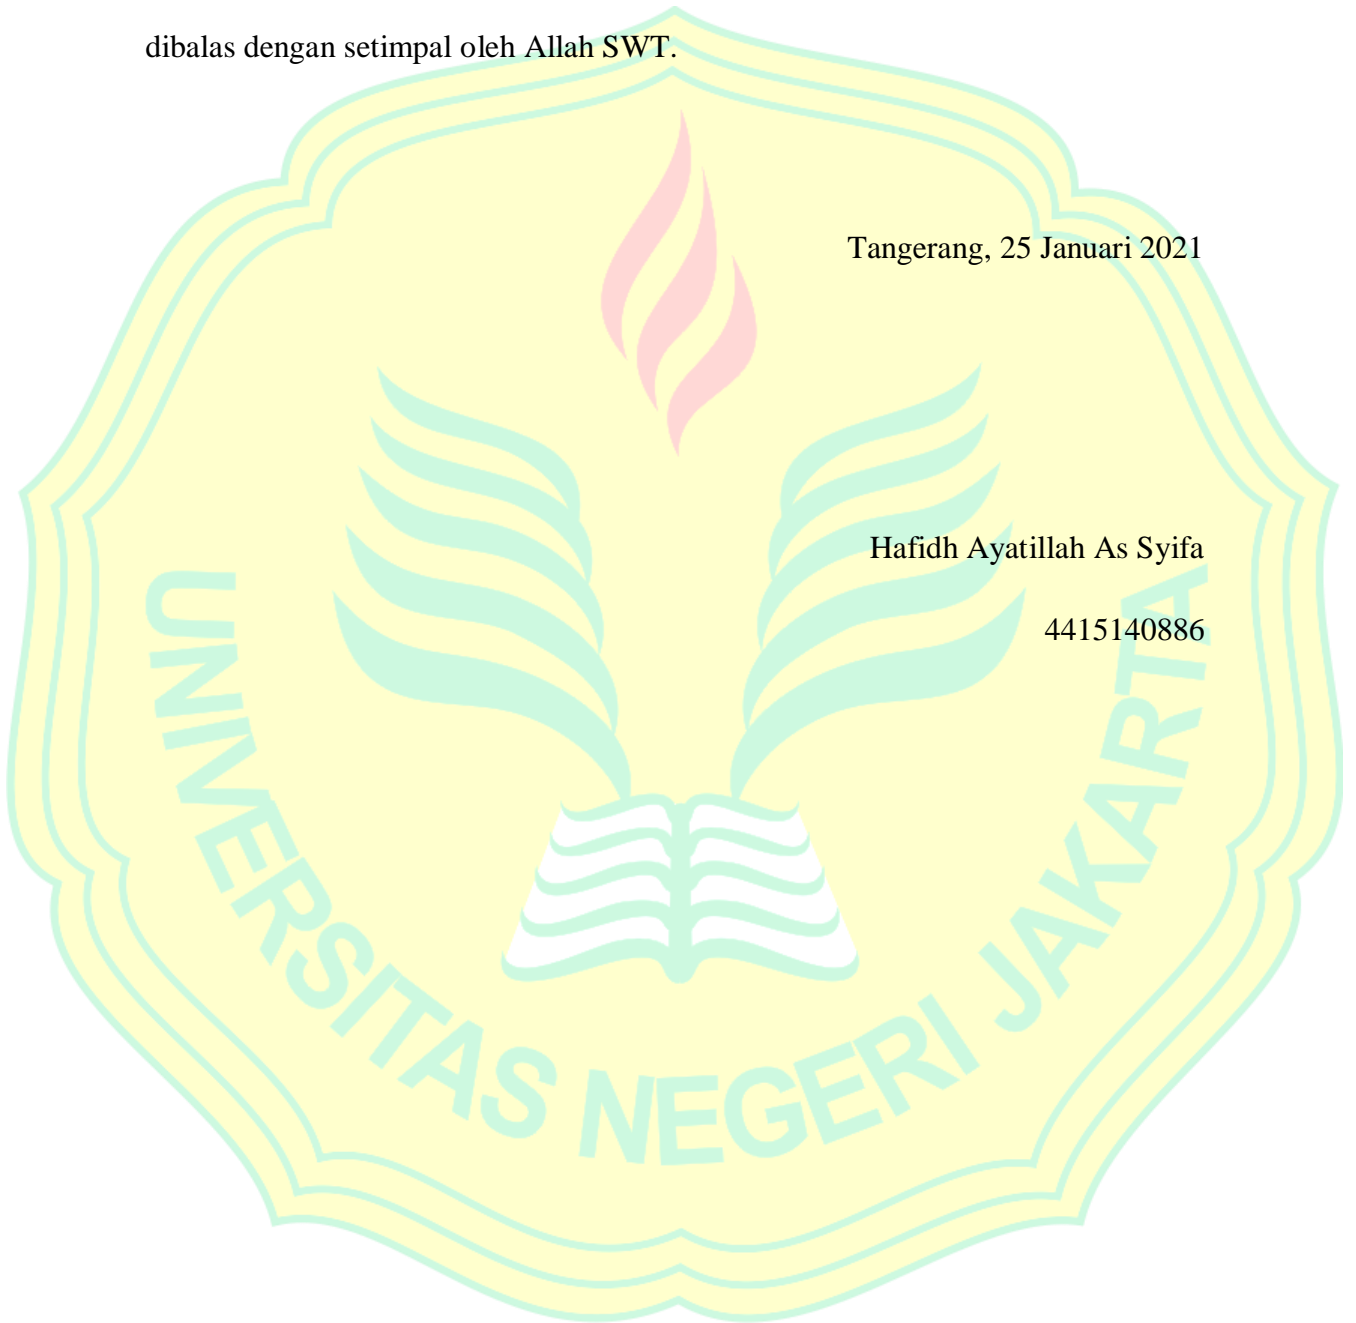 dibalas dengan setimpal oleh Allah SWT.
Tangerang, 25 Januari 2021
Hafidh Ayatillah As Syifa
4415140886
UNIVERSITAS NEGERI JAKARTA